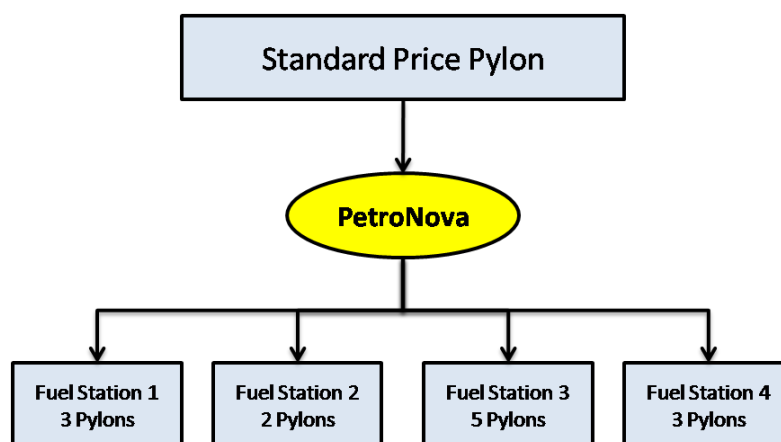 Standard Price Pylon
PetroNova
Fuel Station 1
3 Pylons
Fuel Station 2
2 Pylons
Fuel Station 3
5 Pylons
Fuel Station 4
3 Pylons